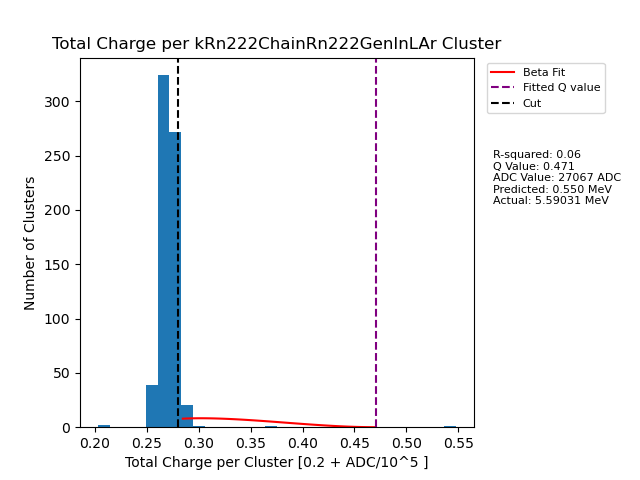 Total Charge per kRn222ChainRn222GenInLAr Cluster
Beta Fit
Fitted Q value
Cut
R-squared: 0.06
Q Value: 0.471
ADC Value: 27067 ADC
Predicted: 0.550 MeV
Actual: 5.59031 MeV
Number of Clusters
300
250
200
150
100
50
0
0.20 0.25 0.30 0.35 0.40 0.45 0.50 0.55
Total Charge per Cluster [0.2 + ADC/10^5 ]